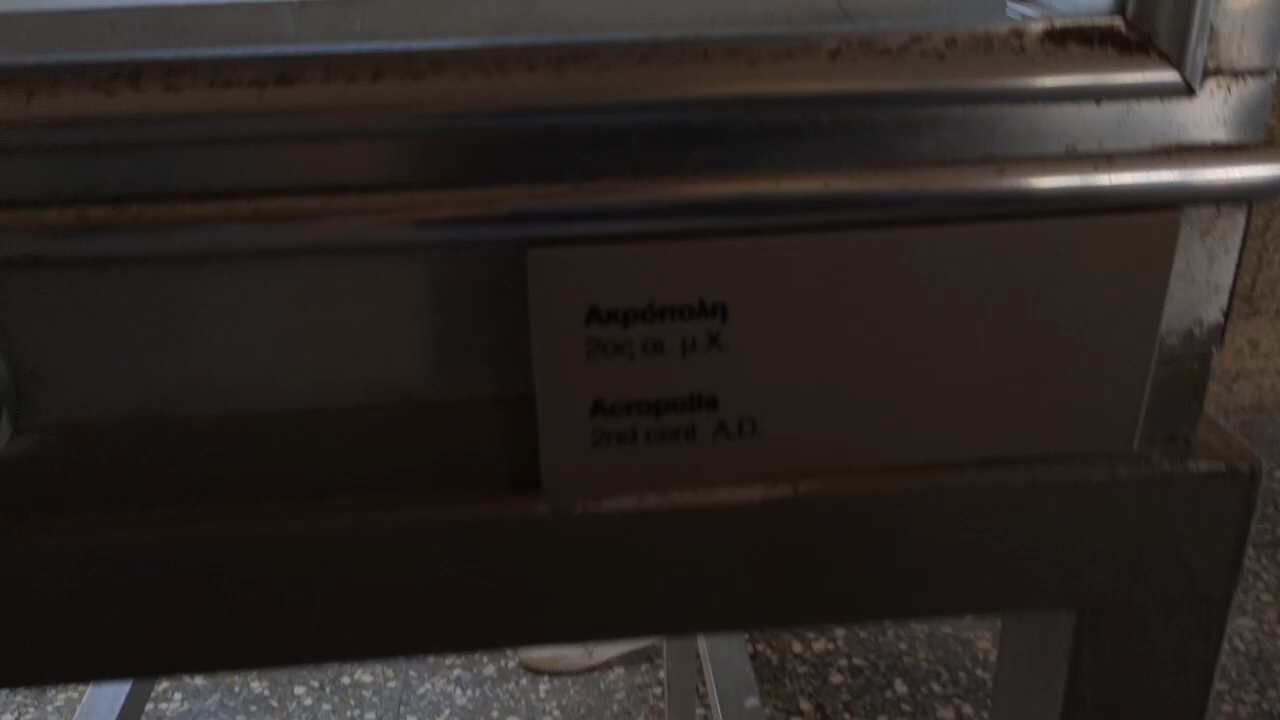 Ακρόπολη
2ος αι. μ.Χ.
Acropolis
2nd cent. A.D.